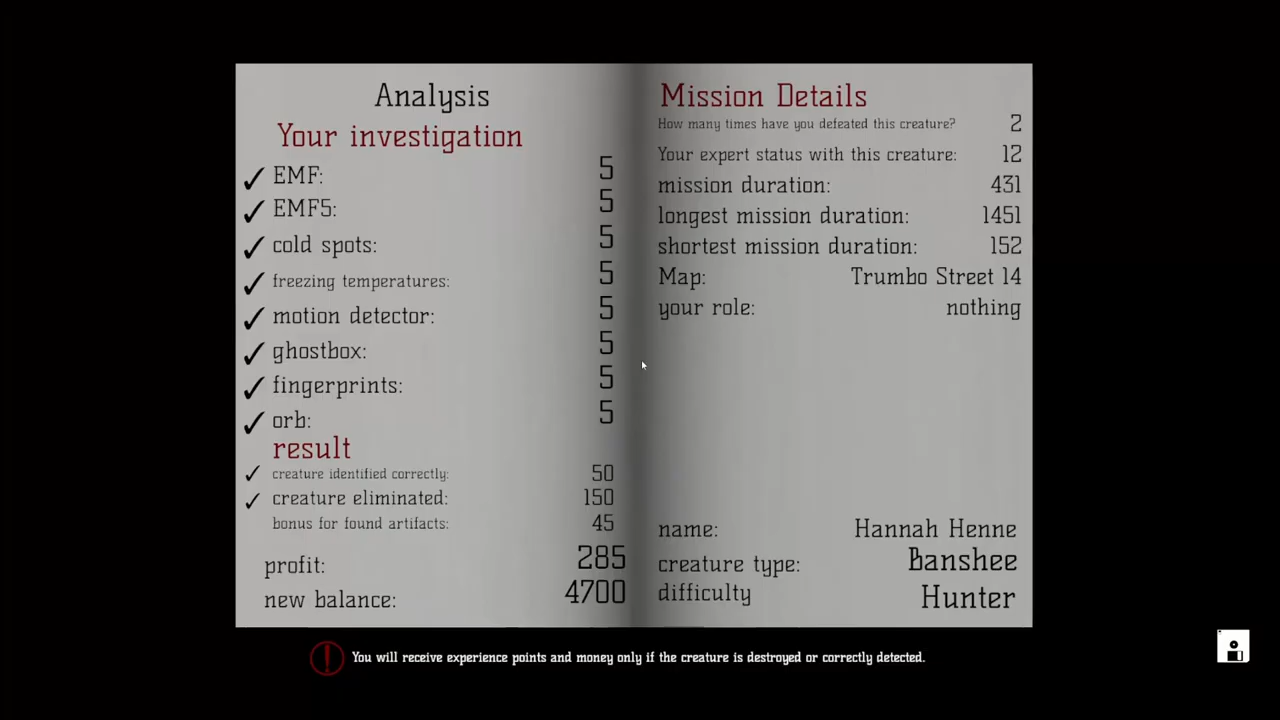 Analysis
Your investigation
EMF: 5
EMF5: 5
cold spots: 5
freezing temperatures: 5
motion detector: 5
ghostbox: 5
fingerprints: 5
orb: 5
result
creature identified correctly: 50
creature eliminated: 150
bonus for found artifacts: 45
profit: 285
new balance: 4700
Mission Details
How many times have you defeated this creature? 2
Your expert status with this creature: 12
mission duration: 431
longest mission duration: 1451
shortest mission duration: 152
Map: Trumbo Street 14
your role: nothing
name: Hannah Henne
creature type: Banshee
difficulty Hunter
You will receive experience points and money only if the creature is destroyed or correctly detected.